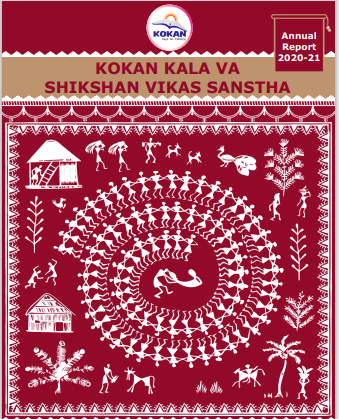 KOKAN
Annual
Report
2020-21
KOKAN KALA VA
SHIKSHAN VIKAS SANSTHA